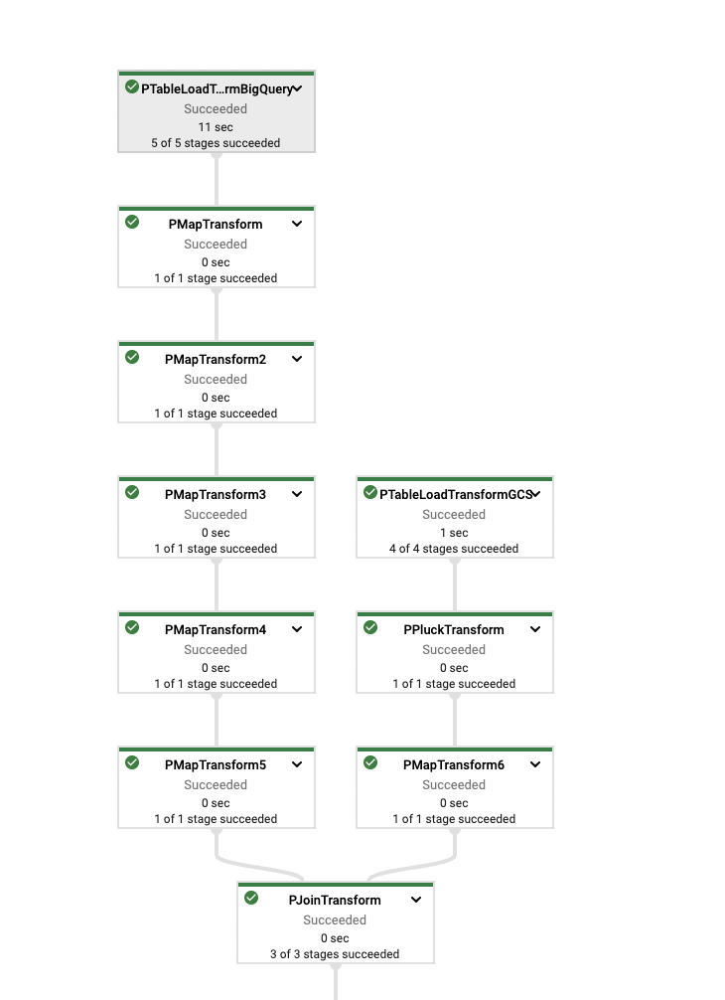 PTableLoadT...rmBigQuery
Succeeded
11 sec
5 of 5 stages succeeded
PMapTransform
Succeeded
0 sec
1 of 1 stage succeeded
PMapTransform2
Succeeded
0 sec
1 of 1 stage succeeded
PMapTransform3
Succeeded
0 sec
1 of 1 stage succeeded
PTableLoadTransformGCS
Succeeded
1 sec
4 of 4 stages succeeded
PMapTransform4
Succeeded
0 sec
1 of 1 stage succeeded
PPluckTransform
Succeeded
0 sec
1 of 1 stage succeeded
PMapTransform5
Succeeded
0 sec
1 of 1 stage succeeded
PMapTransform6
Succeeded
0 sec
1 of 1 stage succeeded
PJoinTransform
Succeeded
0 sec
3 of 3 stages succeeded